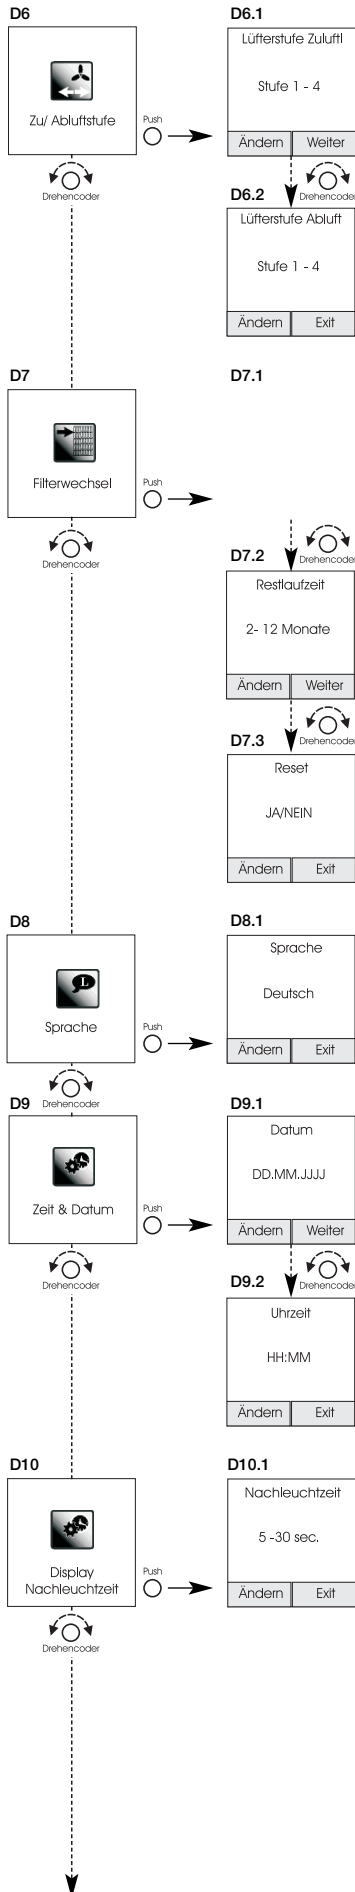 D6
D6.1
Zu/ Abluftstufe
Push
Drehencoder
Lüfterstufe Zuluftl
Stufe 1 - 4
Ändern Weiter
Drehencoder
D6.2
Lüfterstufe Abluft
Stufe 1 - 4
Ändern Exit
D7
D7.1
Filterwechsel
Push
Drehencoder
Drehencoder
D7.2
Restlaufzeit
2- 12 Monate
Ändern Weiter
Drehencoder
D7.3
Reset
JA/NEIN
Ändern Exit
D8
D8.1
L
Sprache
Push
Drehencoder
Sprache
Deutsch
Ändern Exit
D9
D9.1
Zeit & Datum
Push
Drehencoder
Datum
DD.MM.JJJJ
Ändern Weiter
Drehencoder
D9.2
Uhrzeit
HH:MM
Ändern Exit
D10
D10.1
Display
Nachleuchtzeit
Push
Drehencoder
Nachleuchtzeit
5 -30 sec.
Ändern Exit